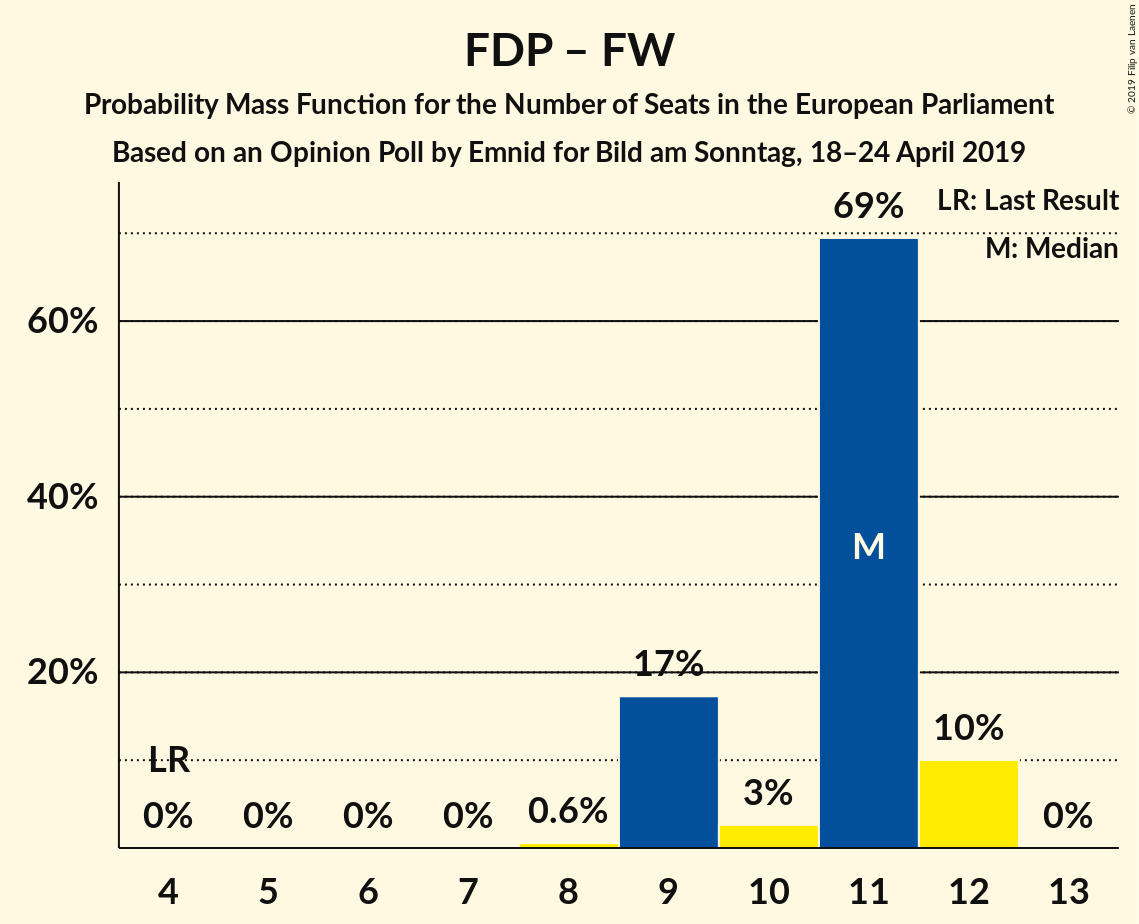 FDP – FW
Probability Mass Function for the Number of Seats in the European Parliament
Based on an Opinion Poll by Emnid for Bild am Sonntag, 18–24 April 2019
© 2019 Filip van Laenen
LR: Last Result
M: Median
60%
40%
20%
LR
0%
0%
0%
0%
0.6%
17%
3%
69%
M
10%
0%
4 5 6 7 8 9 10 11 12 13